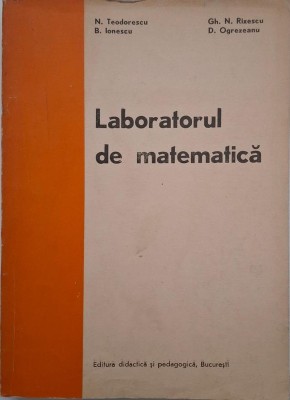 N. Teodorescu Gh. N. Rizescu
B. Ionescu D. Ogrezeanu
Laboratorul
de matematică
Editura didactică și pedagogică, București